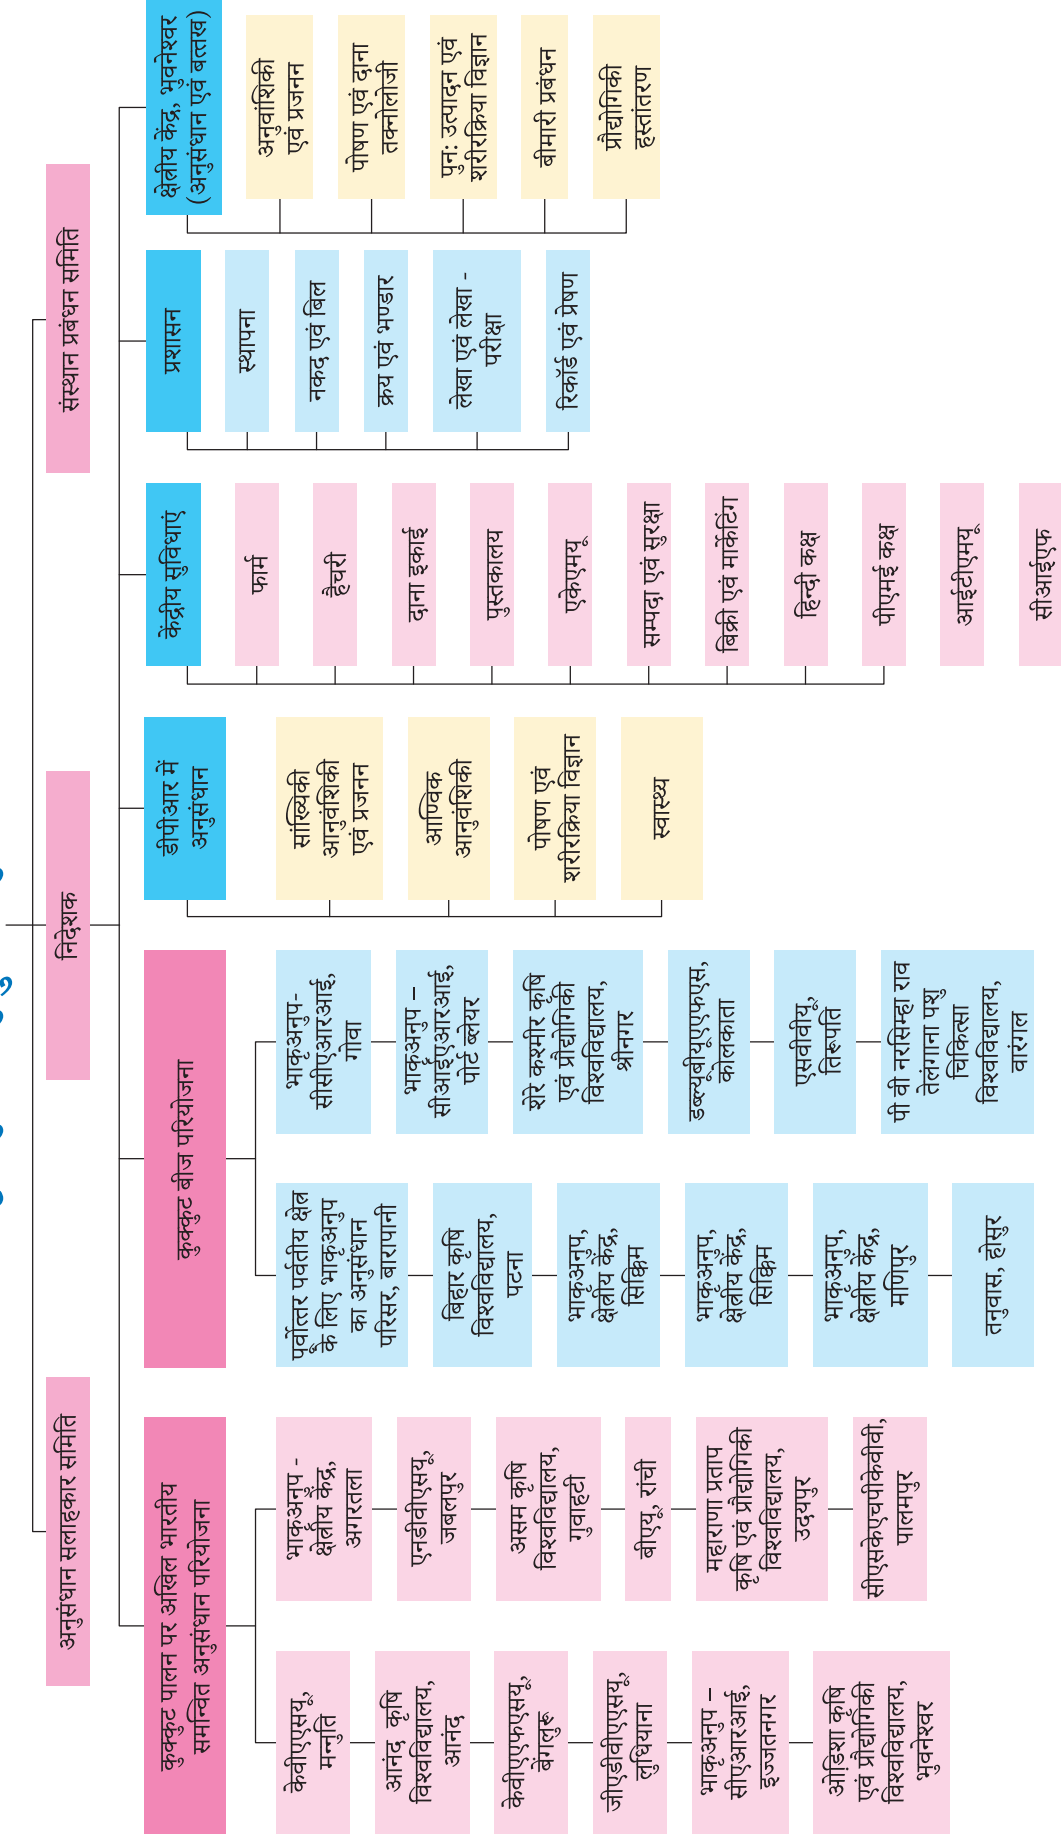 अनुसंधान सलाहकार समिति
निदेशक
संस्थान प्रबंधन समिति
कुक्कुट पालन पर अखिल भारतीय
समन्वित अनुसंधान परियोजना
केवीएएसयू,
मन्नुति
आनंद कृषि
विश्वविद्यालय,
आनंद
केवीएएफएसयू,
बेंगलुरू
जीएडीवीएएसयू,
लुधियाना
भाकृअनुप –
सीएआरआई,
इज्जतनगर
ओडिशा कृषि
एवं प्रौद्योगिकी
विश्वविद्यालय,
भुवनेश्वर
भाकृअनुप -
क्षेत्रीय केंद्र,
अगरतला
एनडीवीएसयू,
जबलपुर
असम कृषि
विश्वविद्यालय,
गुवाहटी
बीएयू, रांची
महाराणा प्रताप
कृषि एवं प्रौद्योगिकी
विश्वविद्यालय,
उदयपुर
सीएसकेएचपीकेवीवी,
पालमपुर
कुक्कुट बीज परियोजना
पूर्वोत्तर पर्वतीय क्षेत्र
के लिए भाकृअनुप
का अनुसंधान
परिसर, बारापानी
बिहार कृषि
विश्वविद्यालय,
पटना
भाकृअनुप,
क्षेत्रीय केंद्र,
सिक्किम
भाकृअनुप,
क्षेत्रीय केंद्र,
सिक्किम
भाकृअनुप,
क्षेत्रीय केंद्र,
मणिपुर
तनुवास, होसुर
भाकृअनुप-
सीसीएआरआई,
गोवा
भाकृअनुप –
सीआईएआरआई,
पोर्ट ब्लेयर
शेरे कश्मीर कृषि
एवं प्रौद्योगिकी
विश्वविद्यालय,
श्रीनगर
डब्ल्यूबीयूएएफएस,
कोलकाता
एसवीवीयू,
तिरूपति
पी वी नरसिम्हा राव
तेलंगाना पशु
चिकित्सा
विश्वविद्यालय,
वारंगल
डीपीआर में
अनुसंधान
सांख्यिकी
आनुवंशिकी
एवं प्रजनन
आण्विक
आनुवंशिकी
पोषण एवं
शरीरक्रिया विज्ञान
स्वास्थ्य
केंद्रीय सुविधाएं
फार्म
हैचरी
दाना इकाई
पुस्तकालय
एकेएमयू
सम्पदा एवं सुरक्षा
बिक्री एवं मार्केटिंग
हिन्दी कक्ष
पीएमई कक्ष
आईटीएमयू
सीआईएफ
प्रशासन
स्थापना
नकद एवं बिल
क्रय एवं भण्डार
लेखा एवं लेखा -
परीक्षा
रिकॉर्ड एवं प्रेषण
क्षेत्रीय केंद्र, भुवनेश्वर
(अनुसंधान एवं बत्तख)
अनुवांशिकी
एवं प्रजनन
पोषण एवं दाना
तक्नोलोजी
पुन: उत्पादन एवं
शरीरक्रिया विज्ञान
बीमारी प्रबंधन
प्रौद्योगिकी
हस्तांतरण